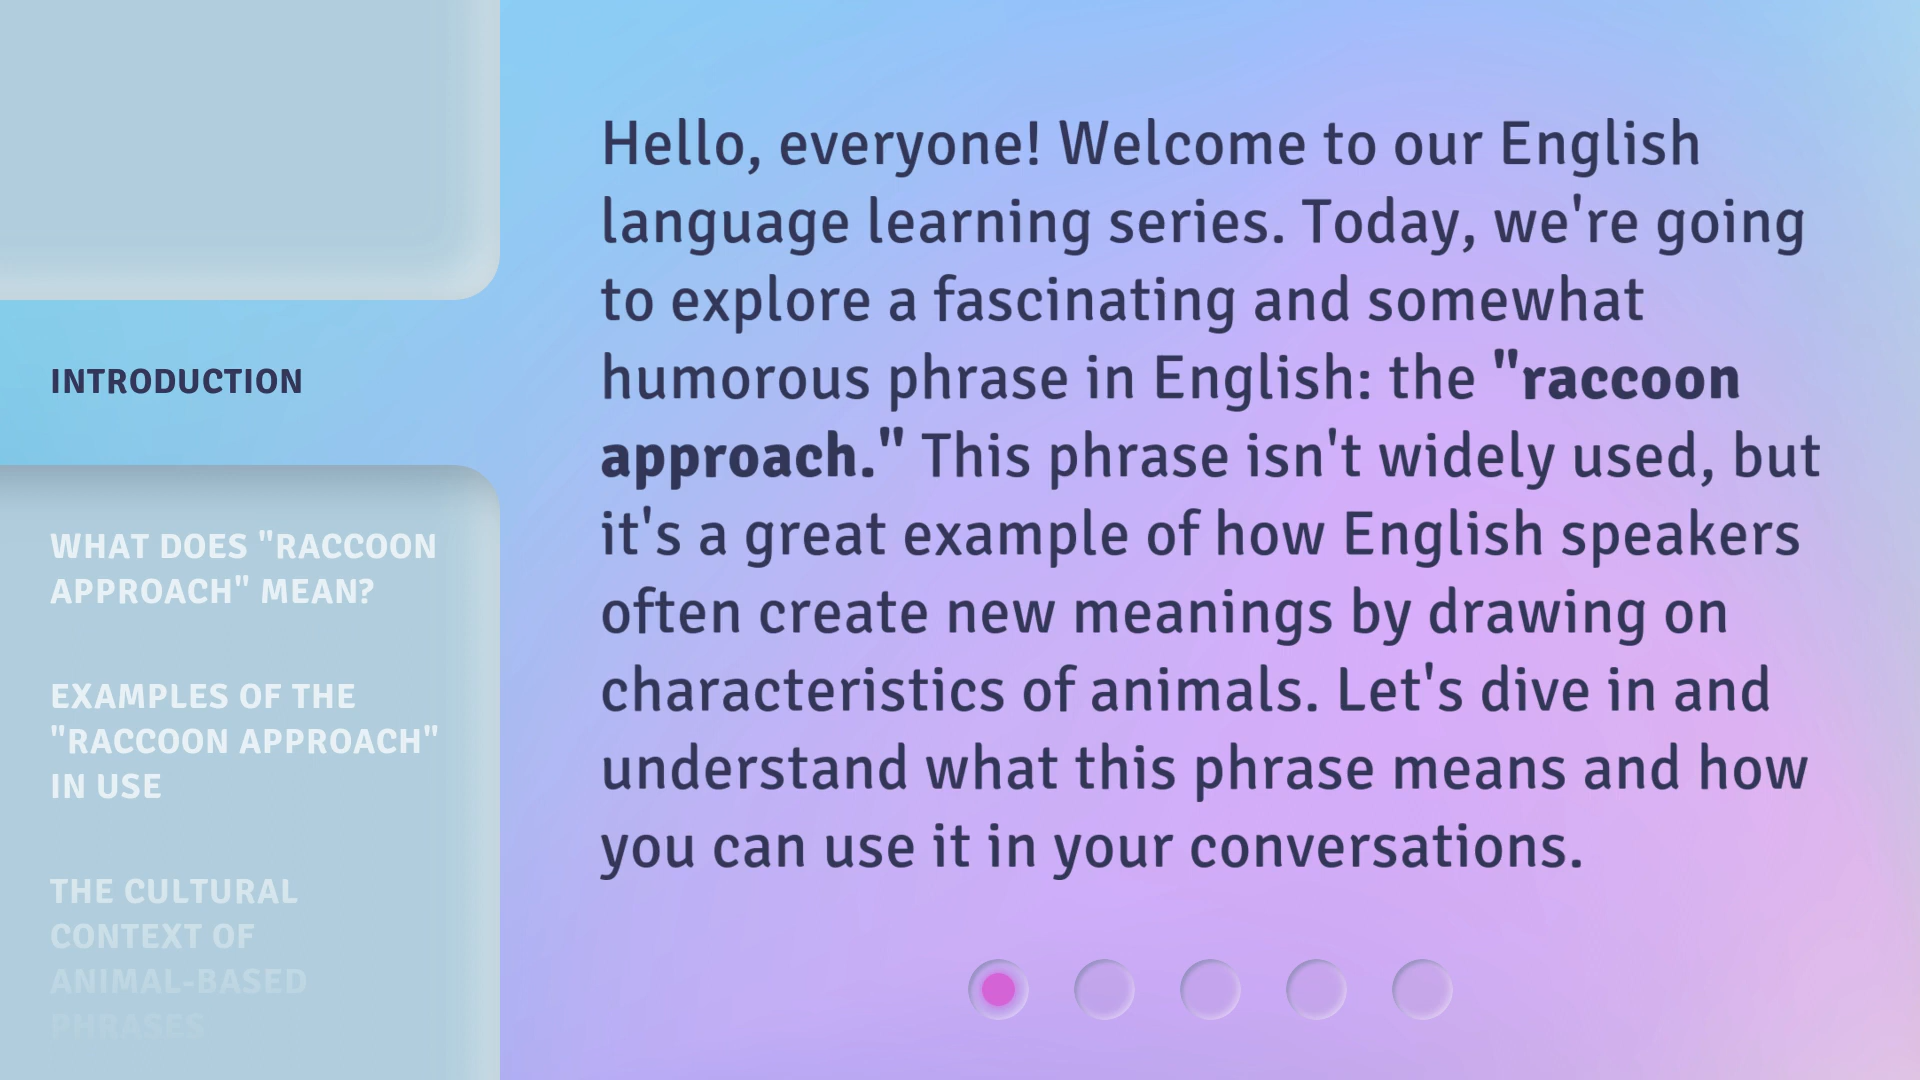 INTRODUCTION
WHAT DOES "RACCOON
APPROACH" MEAN?
EXAMPLES OF THE
"RACCOON APPROACH"
IN USE
THE CULTURAL
CONTEXT OF
ANIMAL-BASED
PHRASES
Hello, everyone! Welcome to our English
language learning series. Today, we're going
to explore a fascinating and somewhat
humorous phrase in English: the "raccoon
approach." This phrase isn't widely used, but
it's a great example of how English speakers
often create new meanings by drawing on
characteristics of animals. Let's dive in and
understand what this phrase means and how
you can use it in your conversations.